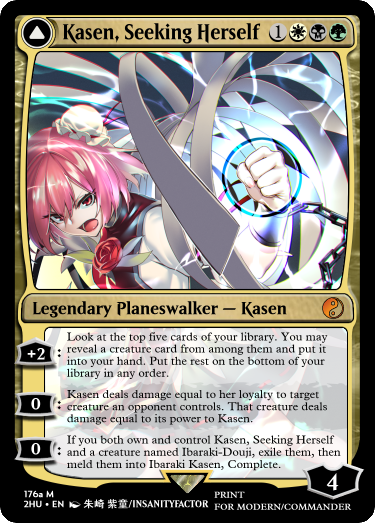 Kasen, Seeking Herself 1
Legendary Planeswalker — Kasen
+2: Look at the top five cards of your library. You may
reveal a creature card from among them and put it
into your hand. Put the rest on the bottom of your
library in any order.
0: Kasen deals damage equal to her loyalty to target
creature an opponent controls. That creature deals
damage equal to its power to Kasen.
0: If you both own and control Kasen, Seeking Herself
and a creature named Ibaraki-Douji, exile them, then
meld them into Ibaraki Kasen, Complete.
4
176a M
2HU • EN 朱崎 紫童/INSANITYFACTOR
PRINT
FOR MODERN/COMMANDER